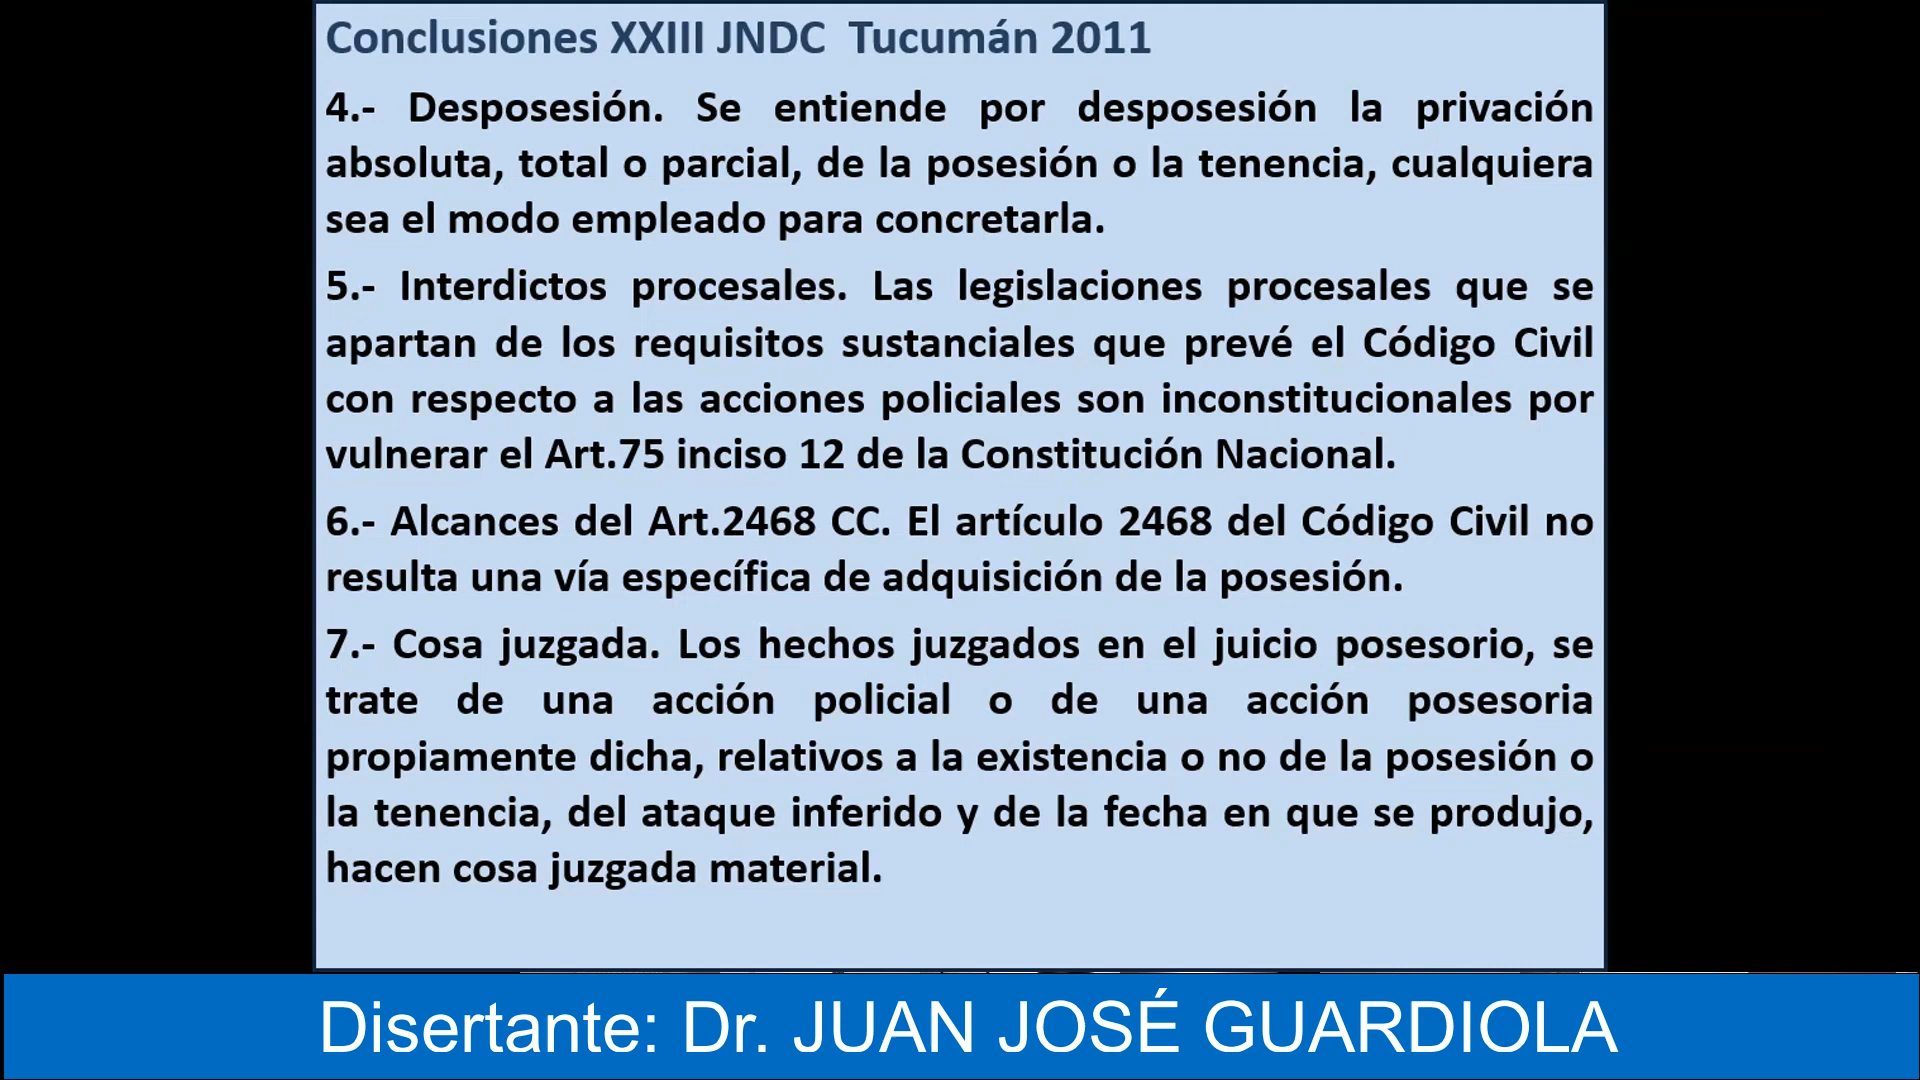 Conclusiones XXIII JNDC Tucumán 2011
4.- Desposesión. Se entiende por desposesión la privación
absoluta, total o parcial, de la posesión o la tenencia, cualquiera
sea el modo empleado para concretarla.
5.- Interdictos procesales. Las legislaciones procesales que se
apartan de los requisitos sustanciales que prevé el Código Civil
con respecto a las acciones policiales son inconstitucionales por
vulnerar el Art.75 inciso 12 de la Constitución Nacional.
6.- Alcances del Art.2468 CC. El artículo 2468 del Código Civil no
resulta una vía específica de adquisición de la posesión.
7.- Cosa juzgada. Los hechos juzgados en el juicio posesorio, se
trate de una acción policial o de una acción posesoria
propiamente dicha, relativos a la existencia o no de la posesión o
la tenencia, del ataque inferido y de la fecha en que se produjo,
hacen cosa juzgada material.
Disertante: Dr. JUAN JOSÉ GUARDIOLA